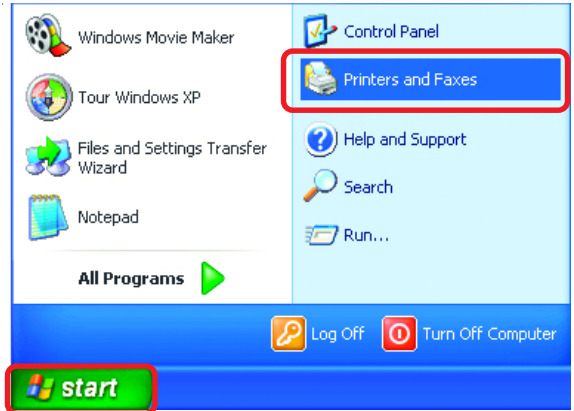 Windows Movie Maker
Tour Windows XP
Files and Settings Transfer
Wizard
Notepad
All Programs
Control Panel
Printers and Faxes
Help and Support
Search
Run...
Log Off
Turn Off Computer
start